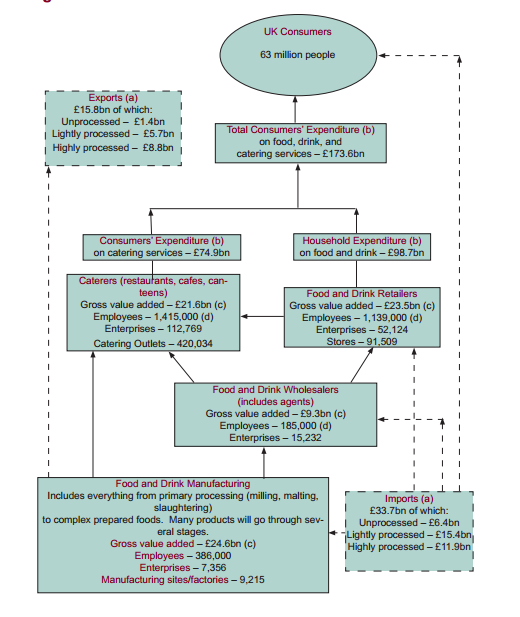 UK Consumers
63 million people
Exports (a)
£15.8bn of which:
Unprocessed – £1.4bn
Lightly processed – £5.7bn
Highly processed – £8.8bn
Total Consumers' Expenditure (b)
on food, drink, and
catering services – £173.6bn
Consumers' Expenditure (b)
on catering services – £74.9bn
Household Expenditure (b)
on food and drink – £98.7bn
Caterers (restaurants, cafes, can-
teens)
Gross value added – £21.6bn (c)
Employees – 1,415,000 (d)
Enterprises – 112,769
Catering Outlets – 420,034
Food and Drink Retailers
Gross value added – £23.5bn (c)
Employees – 1,139,000 (d)
Enterprises – 52,124
Stores – 91,509
Food and Drink Wholesalers
(includes agents)
Gross value added – £9.3bn (c)
Employees – 185,000 (d)
Enterprises – 15,232
Food and Drink Manufacturing
Includes everything from primary processing (milling, malting,
slaughtering)
to complex prepared foods. Many products will go through sev-
eral stages.
Gross value added – £24.6bn (c)
Employees – 386,000
Enterprises – 7,356
Manufacturing sites/factories – 9,215
Imports (a)
£33.7bn of which:
Unprocessed – £6.4bn
Lightly processed – £15.4bn
Highly processed – £11.9bn